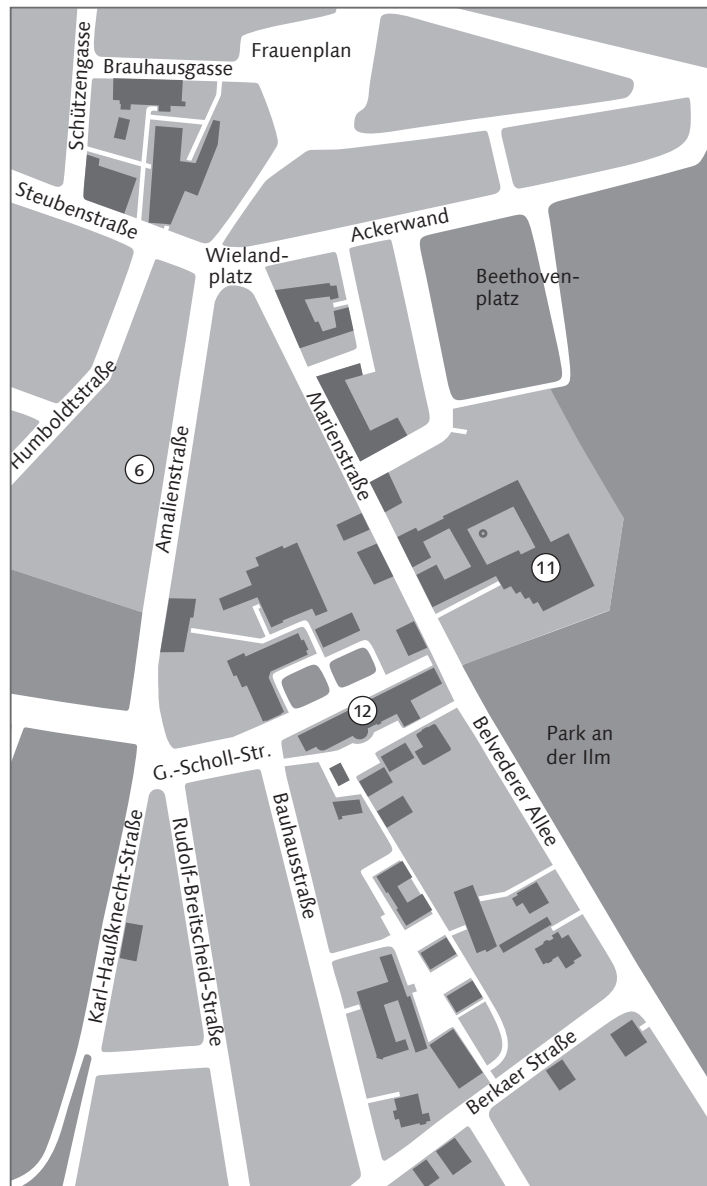 Frauenplan
Brauhausgasse
Schützengasse
Steubenstraße
Wieland-
platz
Ackerwand
Beethoven-
platz
Humboldtstraße
Marienstraße
6
Amalienstraße
11
12
G.-Scholl-Str.
Belvederer Allee
Park an
der Ilm
Karl-Haußknecht-Straße
Rudolf-Breitscheid-Straße
Bauhausstraße
Berkaer Straße